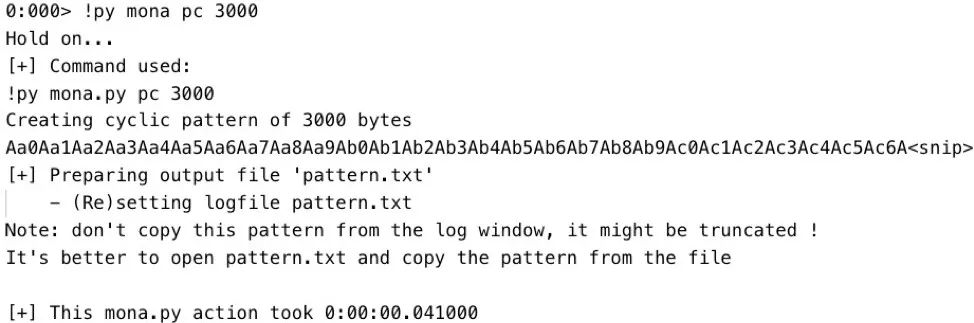 0:000> !py mona pc 3000
Hold on...
[+] Command used:
!py mona.py pc 3000
Creating cyclic pattern of 3000 bytes
Aa0Aa1Aa2Aa3Aa4Aa5Aa6Aa7Aa8Aa9Ab0Ab1Ab2Ab3Ab4Ab5Ab6Ab7Ab8Ab9Ac0Ac1Ac2Ac3Ac4Ac5Ac6A<snip>
[+] Preparing output file 'pattern.txt'
    - (Re)setting logfile pattern.txt
Note: don't copy this pattern from the log window, it might be truncated !
It's better to open pattern.txt and copy the pattern from the file

[+] This mona.py action took 0:00:00.041000